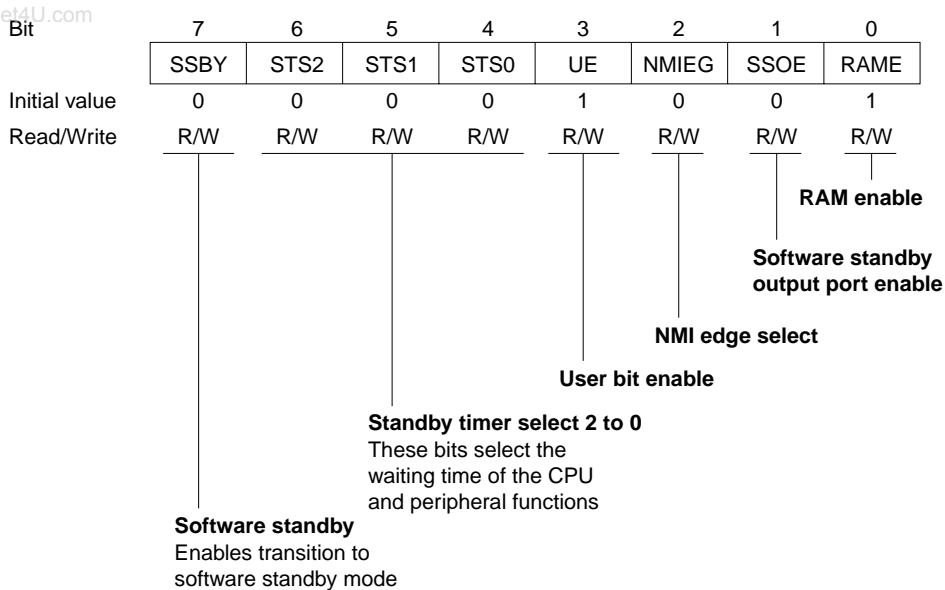 et4U.com
Bit 7 6 5 4 3 2 1 0
SSBY STS2 STS1 STS0 UE NMIEG SSOE RAME
Initial value 0 0 0 0 1 0 0 1
Read/Write R/W R/W R/W R/W R/W R/W R/W R/W
RAM enable
Software standby
output port enable
NMI edge select
User bit enable
Standby timer select 2 to 0
These bits select the
waiting time of the CPU
and peripheral functions
Software standby
Enables transition to
software standby mode